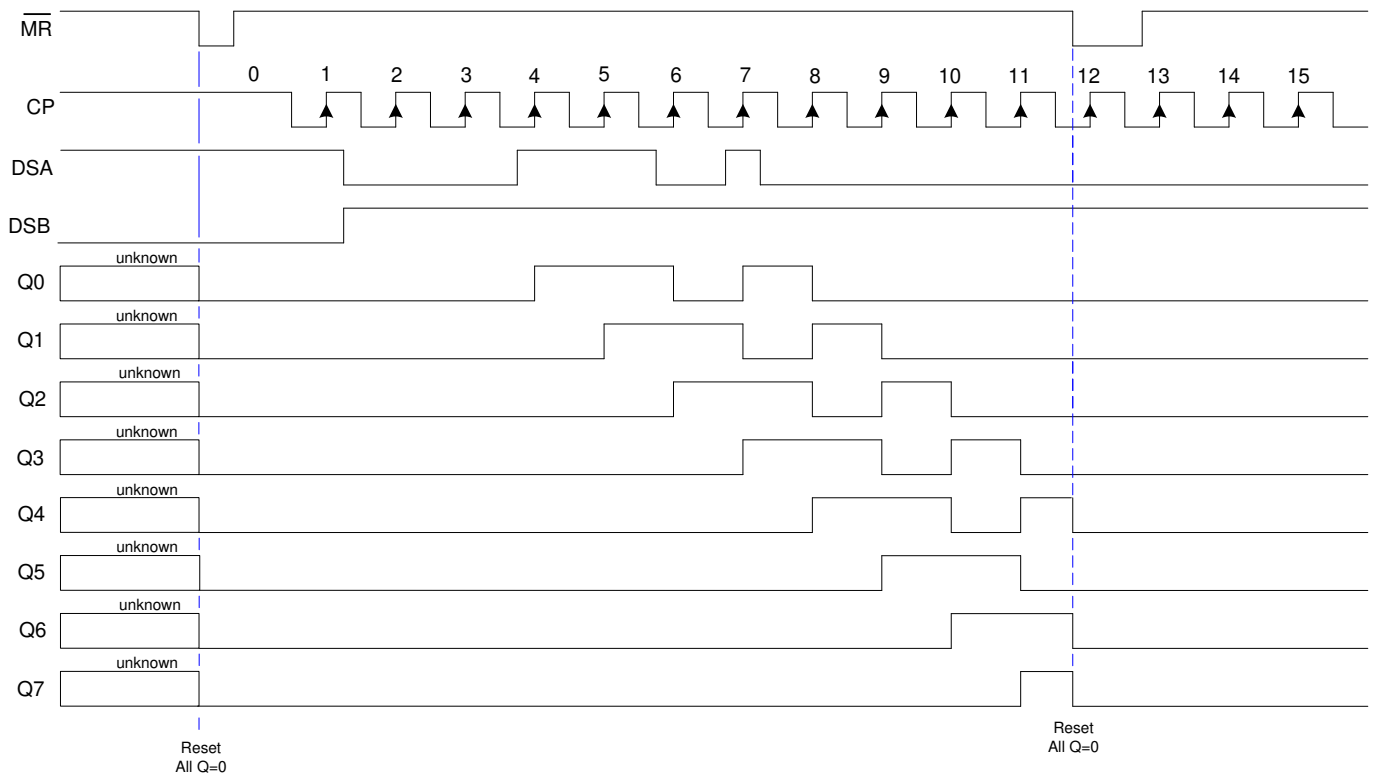 MR
0 1 2 3 4 5 6 7 8 9 10 11 12 13 14 15
CP
DSA
DSB
unknown
Q0
unknown
Q1
unknown
Q2
unknown
Q3
unknown
Q4
unknown
Q5
unknown
Q6
unknown
Q7
Reset
All Q=0
Reset
All Q=0